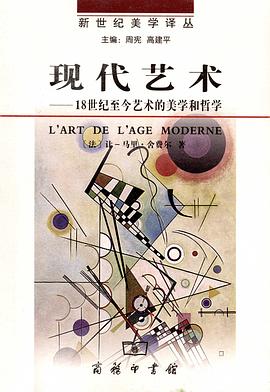 新世纪美学译丛
主编：周宪 高建平
现代艺术
——18世纪至今艺术的美学和哲学
L'ART DE L'AGE MODERNE
〔法〕让－马里·舍费尔 著
商务印书馆